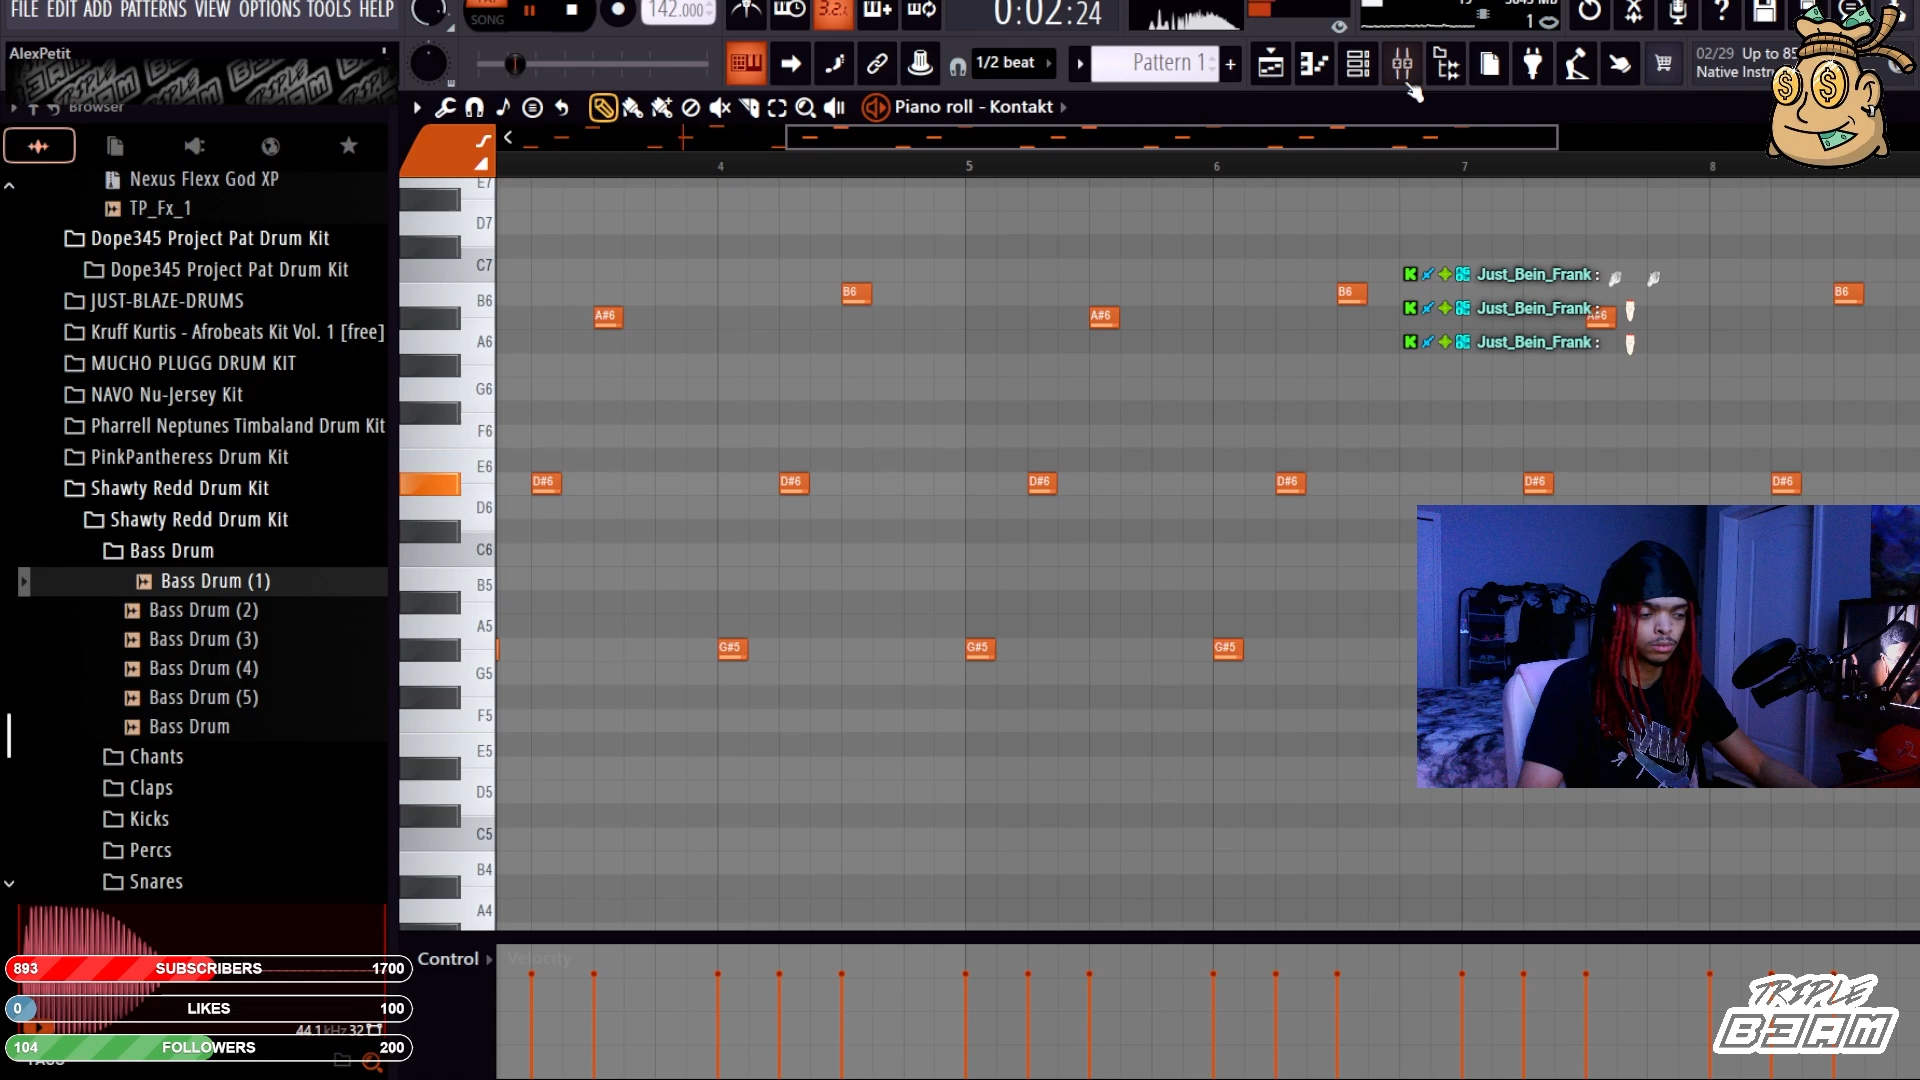 FILE EDIT ADD PATTERNS VIEW OPTIONS TOOLS HELP
SONG
142.000
3.2.
0:02:24
1
AlexPetit
1/2 beat
Pattern 1
02/29 Up to 85
Native Instru
Browser
Piano roll - Kontakt
Nexus Flexx God XP
TP_Fx_1
Dope345 Project Pat Drum Kit
Dope345 Project Pat Drum Kit
JUST-BLAZE-DRUMS
Kruff Kurtis - Afrobeats Kit Vol. 1 [free]
MUCHO PLUGG DRUM KIT
NAVO Nu-Jersey Kit
Pharrell Neptunes Timbaland Drum Kit
PinkPantheress Drum Kit
Shawty Redd Drum Kit
Shawty Redd Drum Kit
Bass Drum
Bass Drum (1)
Bass Drum (2)
Bass Drum (3)
Bass Drum (4)
Bass Drum (5)
Bass Drum
Chants
Claps
Kicks
Percs
Snares
4 5 6 7 8
E7
D7
C7
B6
A6
G6
F6
E6
D6
C6
B5
A5
G5
F5
E5
D5
C5
B4
A4
B6 B6 B6
A#6 A#6 A#6
D#6 D#6 D#6 D#6 D#6 D#6
G#5 G#5 G#5
Just_Bein_Frank :
Just_Bein_Frank :
Just_Bein_Frank :
Control
Velocity
893 SUBSCRIBERS 1700
0 LIKES 100
44.1kHz 32
104 FOLLOWERS 200
TAGS
TRIPLE
B3AM